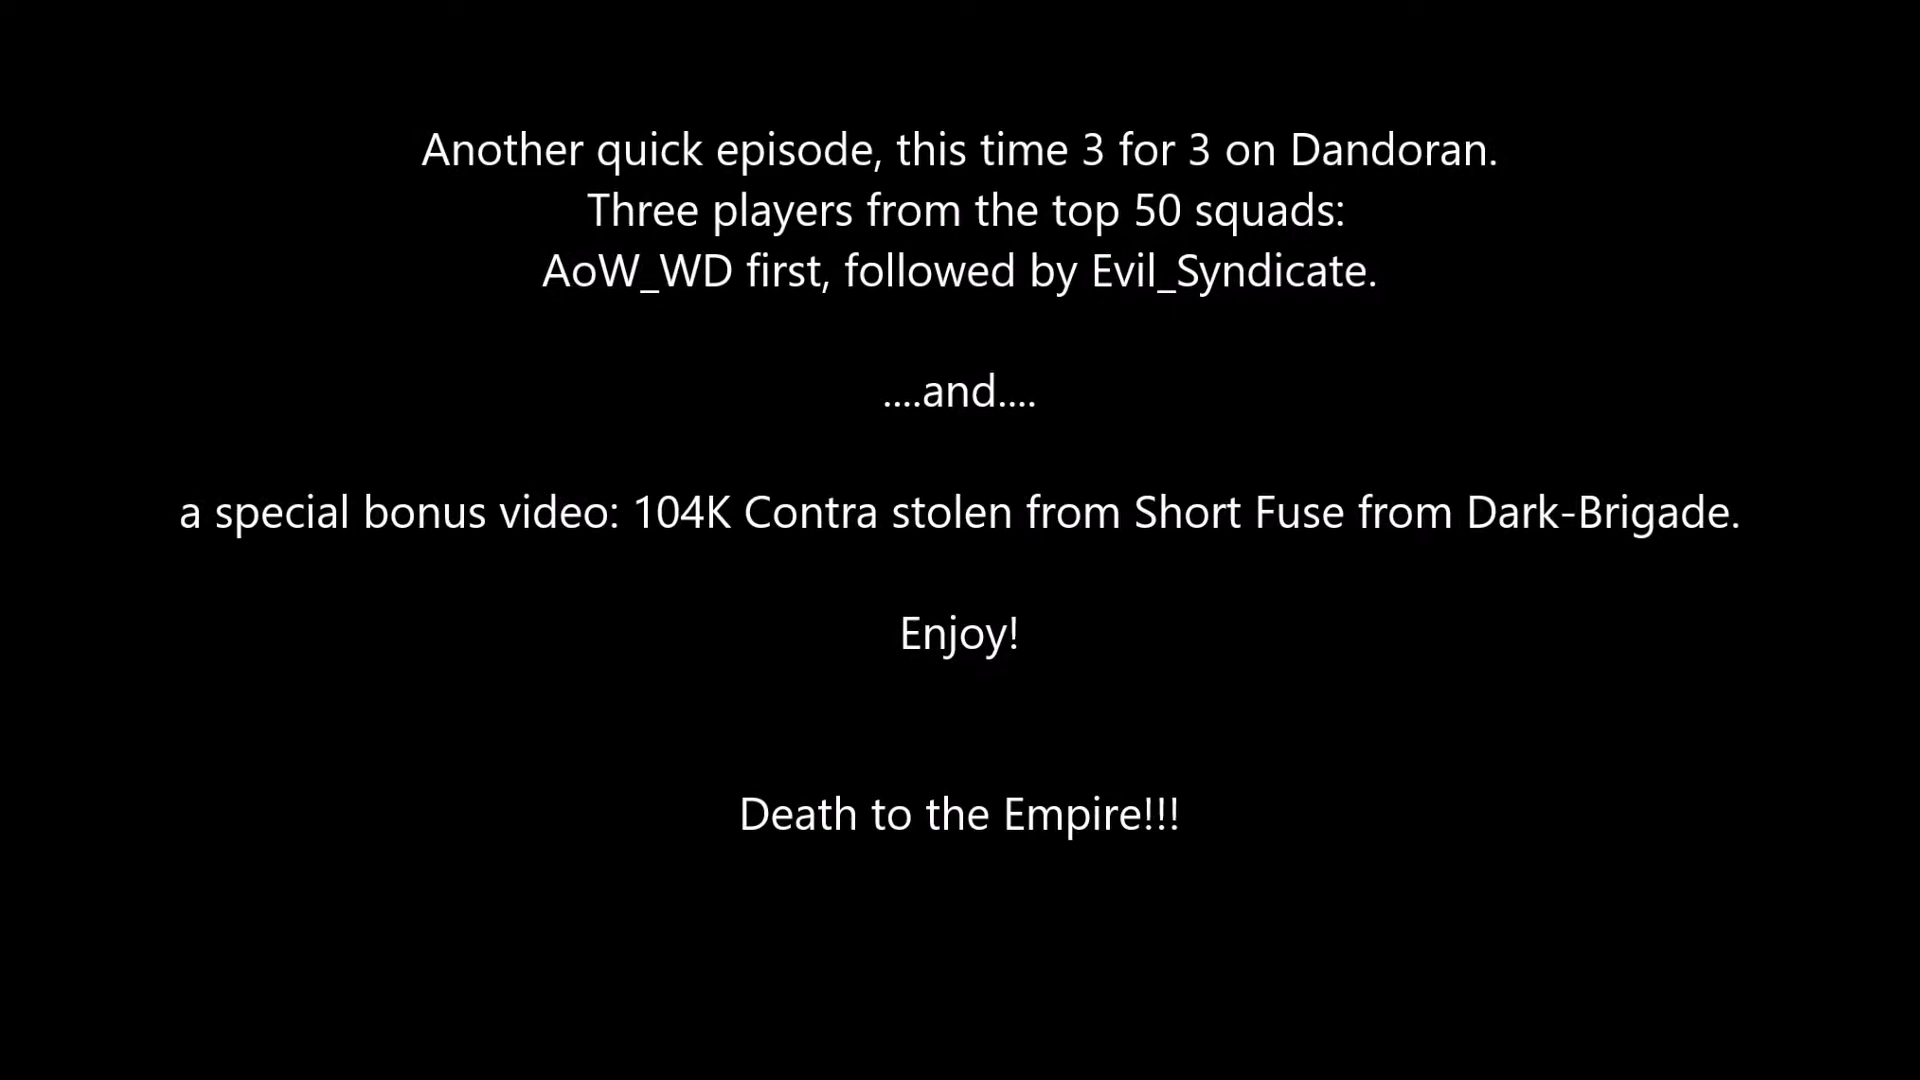 Another quick episode, this time 3 for 3 on Dandoran.
Three players from the top 50 squads:
AoW_WD first, followed by Evil_Syndicate.
....and....
a special bonus video: 104K Contra stolen from Short Fuse from Dark-Brigade.
Enjoy!
Death to the Empire!!!